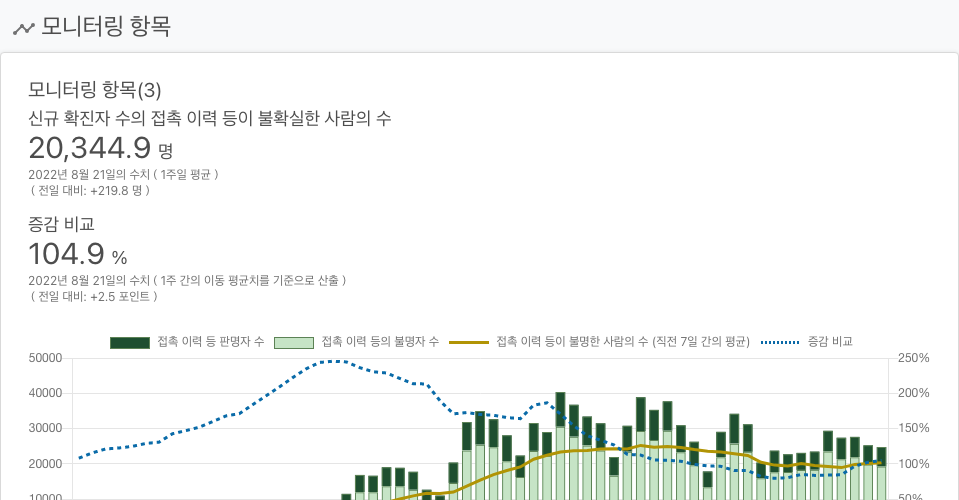 모니터링 항목
모니터링 항목(3)
신규 확진자 수의 접촉 이력 등이 불확실한 사람의 수
20,344.9 명
2022년 8월 21일의 수치 ( 1주일 평균 )
( 전일 대비: +219.8 명 )
증감 비교
104.9 %
2022년 8월 21일의 수치 ( 1주 간의 이동 평균치를 기준으로 산출 )
( 전일 대비: +2.5 포인트 )
접촉 이력 등 판명자 수 접촉 이력 등의 불명자 수 접촉 이력 등이 불명한 사람의 수 (직전 7일 간의 평균) 증감 비교
50000 250%
40000 200%
30000 150%
20000 100%
10000 50%